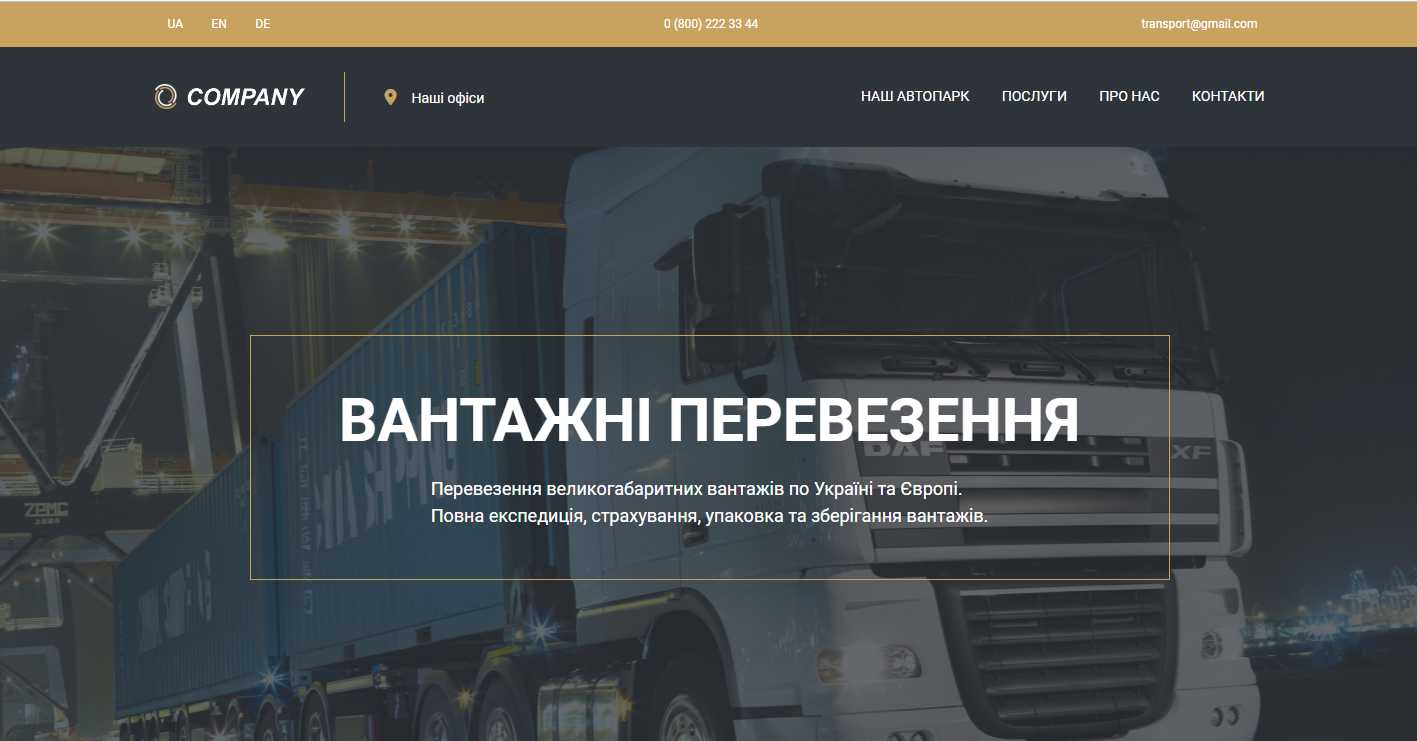 UA EN DE 0 (800) 222 33 44 transport@gmail.com
COMPANY Наші офіси НАШ АВТОПАРК ПОСЛУГИ ПРО НАС КОНТАКТИ
ВАНТАЖНІ ПЕРЕВЕЗЕННЯ
DAF XF
Перевезення великогабаритних вантажів по Україні та Європі.
Повна експедиція, страхування, упаковка та зберігання вантажів.
ZPMC